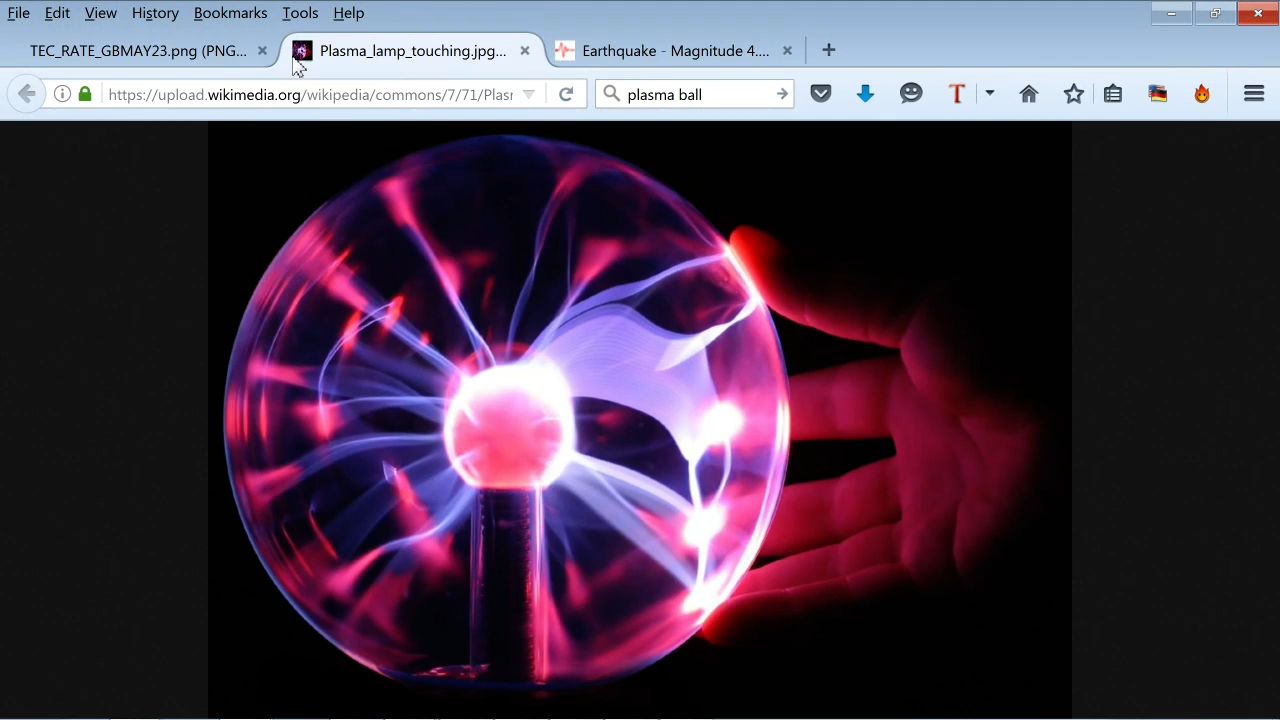 File Edit View History Bookmarks Tools Help
TEC_RATE_GBMAY23.png (PNG... Plasma_lamp_touching.jpg... Earthquake - Magnitude 4....
https://upload.wikimedia.org/wikipedia/commons/7/71/Plasm plasma ball T